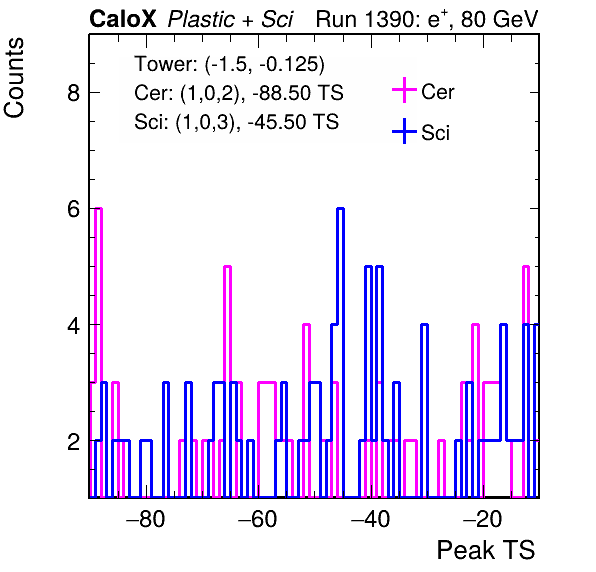 CaloX Plastic + Sci Run 1390: e+, 80 GeV
Counts
Tower: (-1.5, -0.125)
Cer: (1,0,2), -88.50 TS
Sci: (1,0,3), -45.50 TS
Cer
Sci
8
6
4
2
−80 −60 −40 −20
Peak TS